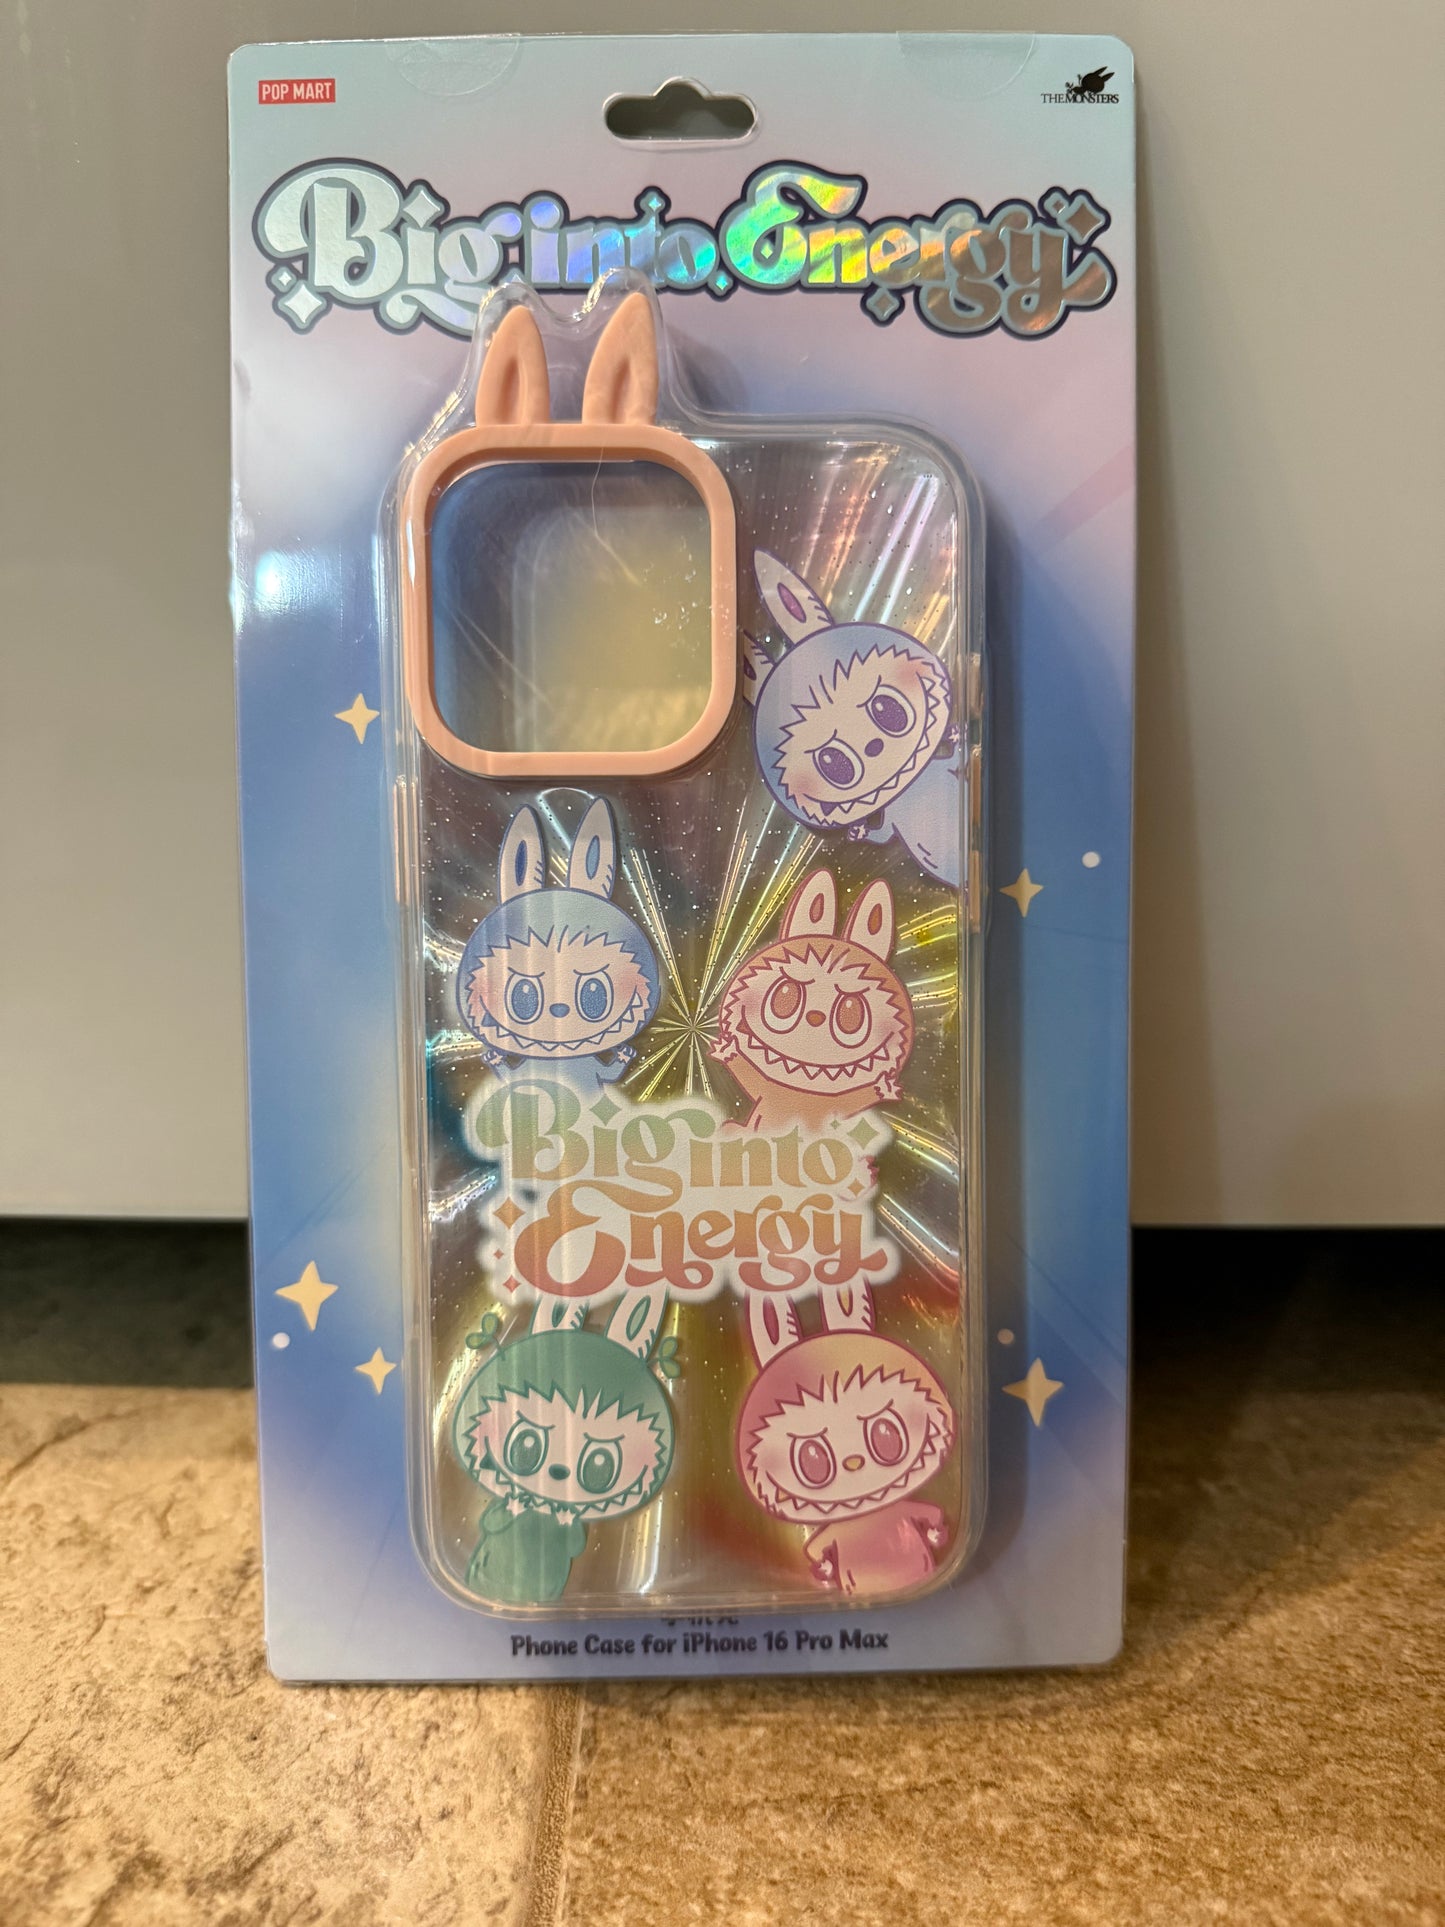 POP MART
THE MONSTERS
Big into Energy
Big into
Energy
Phone Case for iPhone 16 Pro Max